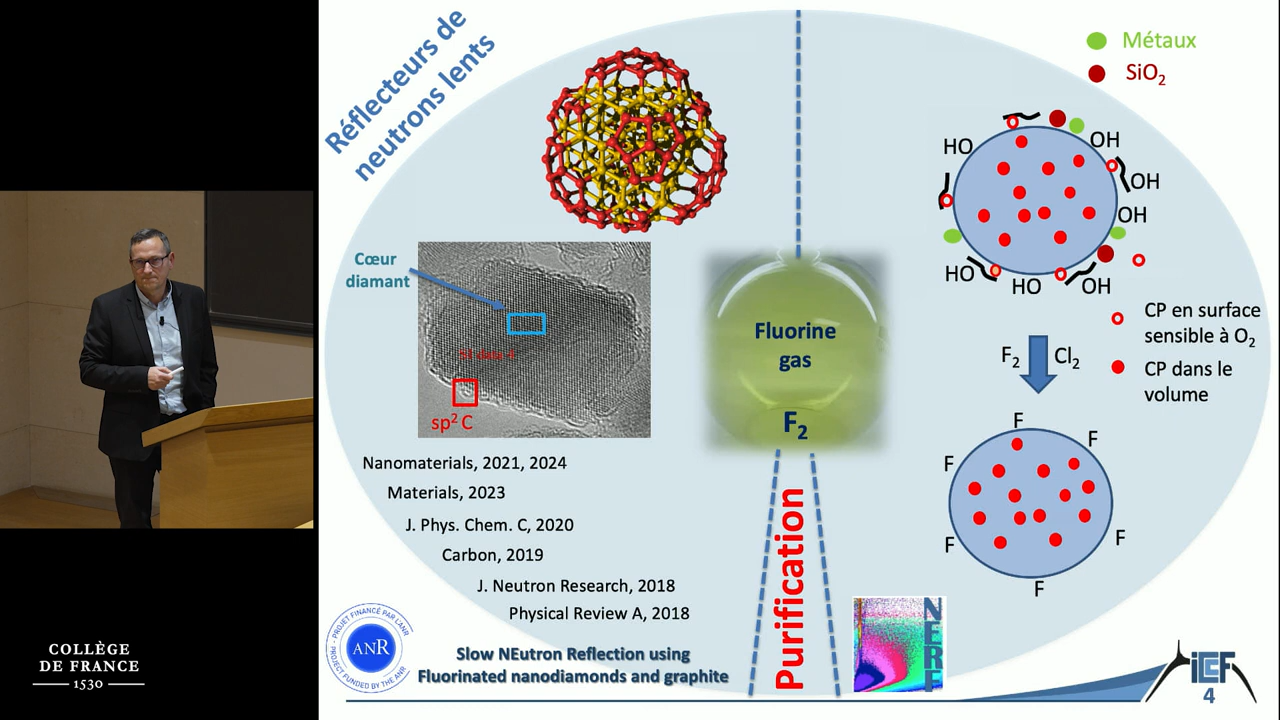 Réflecteurs de
neutrons lents
Métaux
SiO2
HO
OH
OH
OH
HO
HO
OH
Cœur
diamant
sp2 C
Fluorine
gas
F2
CP en surface
sensible à O2
CP dans le
volume
F2
Cl2
F
F
F
F
F
F
Nanomaterials, 2021, 2024
Materials, 2023
J. Phys. Chem. C, 2020
Carbon, 2019
J. Neutron Research, 2018
Physical Review A, 2018
Purification
PROJET FINANCÉ PAR L'ANR
PROJECT FUNDED BY THE ANR
ANR
Slow NEutron Reflection using
Fluorinated nanodiamonds and graphite
NERF
iCCF
4
COLLÈGE
DE FRANCE
1530